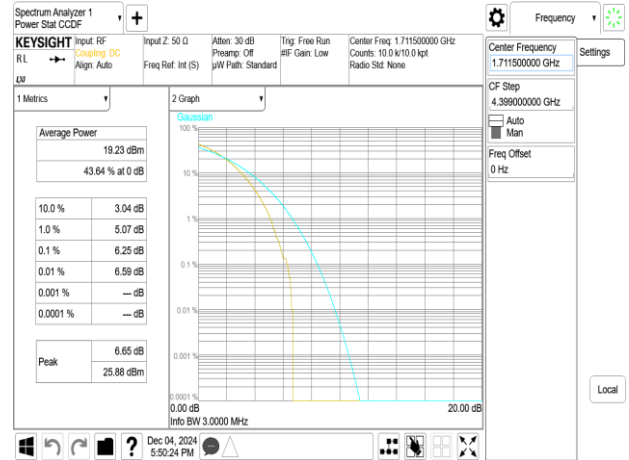 Spectrum Analyzer 1
Power Stat CCDF
+
Frequency
KEYSIGHT
RL
LXI
Input: RF
Coupling: DC
Align: Auto
Input Z: 50 Ω
Freq Ref: Int (S)
Atten: 30 dB
Preamp: Off
µW Path: Standard
Trig: Free Run
#IF Gain: Low
Center Freq: 1.711500000 GHz
Counts: 10.0 k/10.0 kpt
Radio Std: None
Center Frequency
1.711500000 GHz
Settings
CF Step
4.399000000 GHz
Auto
Man
Freq Offset
0 Hz
Local
1 Metrics
Average Power
19.23 dBm
43.64 % at 0 dB
10.0 % 3.04 dB
1.0 % 5.07 dB
0.1 % 6.25 dB
0.01 % 6.59 dB
0.001 % --- dB
0.0001 % --- dB
Peak
6.65 dB
25.88 dBm
2 Graph
Gaussian
100 %
10 %
1 %
0.1 %
0.01 %
0.001 %
0.0001 %
0.00 dB 20.00 dB
Info BW 3.0000 MHz
?
Dec 04, 2024
5:50:24 PM